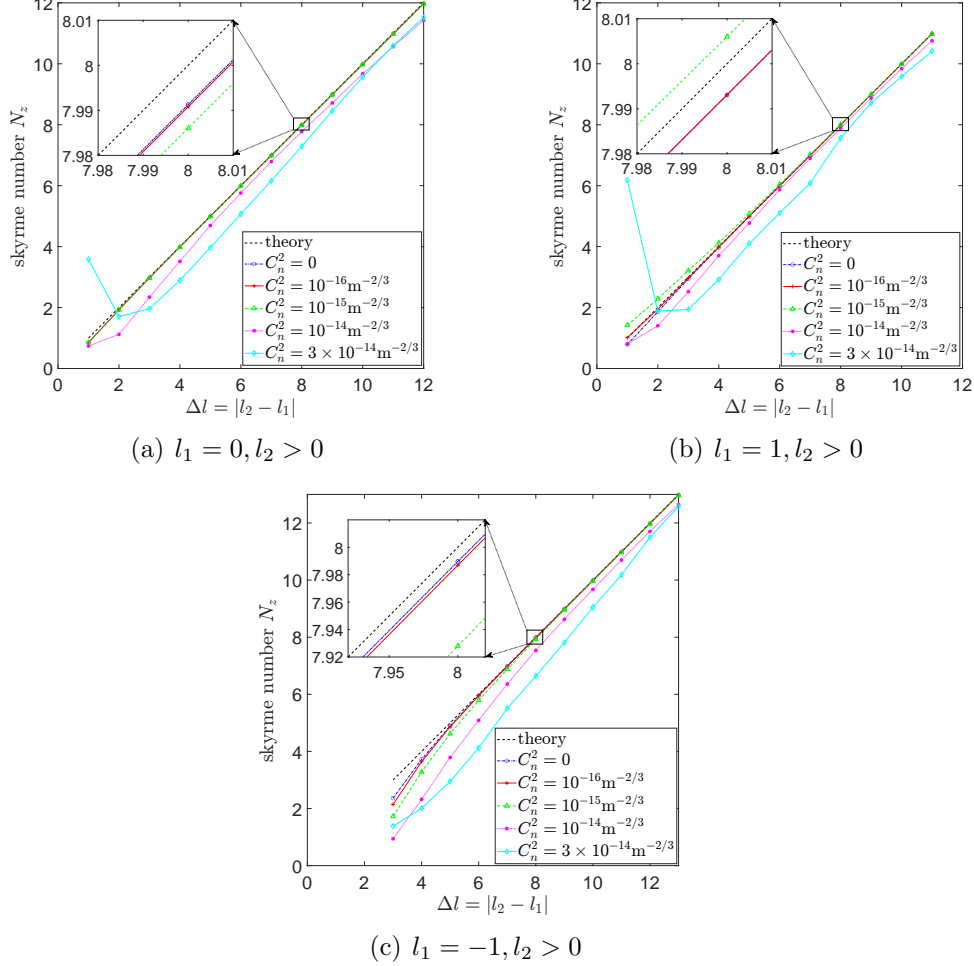 skyrme number N_z
12
10
8
6
4
2
0
0 2 4 6 8 10 12
Δl = |l_2 − l_1|
8.01
8
7.99
7.98
7.98 7.99 8 8.01
theory
C_n^2 = 0
C_n^2 = 10^{-16}m^{-2/3}
C_n^2 = 10^{-15}m^{-2/3}
C_n^2 = 10^{-14}m^{-2/3}
C_n^2 = 3 × 10^{-14}m^{-2/3}
(a) l_1 = 0, l_2 > 0
skyrme number N_z
12
10
8
6
4
2
0
0 2 4 6 8 10 12
Δl = |l_2 − l_1|
8.01
8
7.99
7.98
7.98 7.99 8 8.01
theory
C_n^2 = 0
C_n^2 = 10^{-16}m^{-2/3}
C_n^2 = 10^{-15}m^{-2/3}
C_n^2 = 10^{-14}m^{-2/3}
C_n^2 = 3 × 10^{-14}m^{-2/3}
(b) l_1 = 1, l_2 > 0
skyrme number N_z
12
10
8
6
4
2
0
0 2 4 6 8 10 12
Δl = |l_2 − l_1|
8
7.98
7.96
7.94
7.92
7.95 8
theory
C_n^2 = 0
C_n^2 = 10^{-16}m^{-2/3}
C_n^2 = 10^{-15}m^{-2/3}
C_n^2 = 10^{-14}m^{-2/3}
C_n^2 = 3 × 10^{-14}m^{-2/3}
(c) l_1 = −1, l_2 > 0